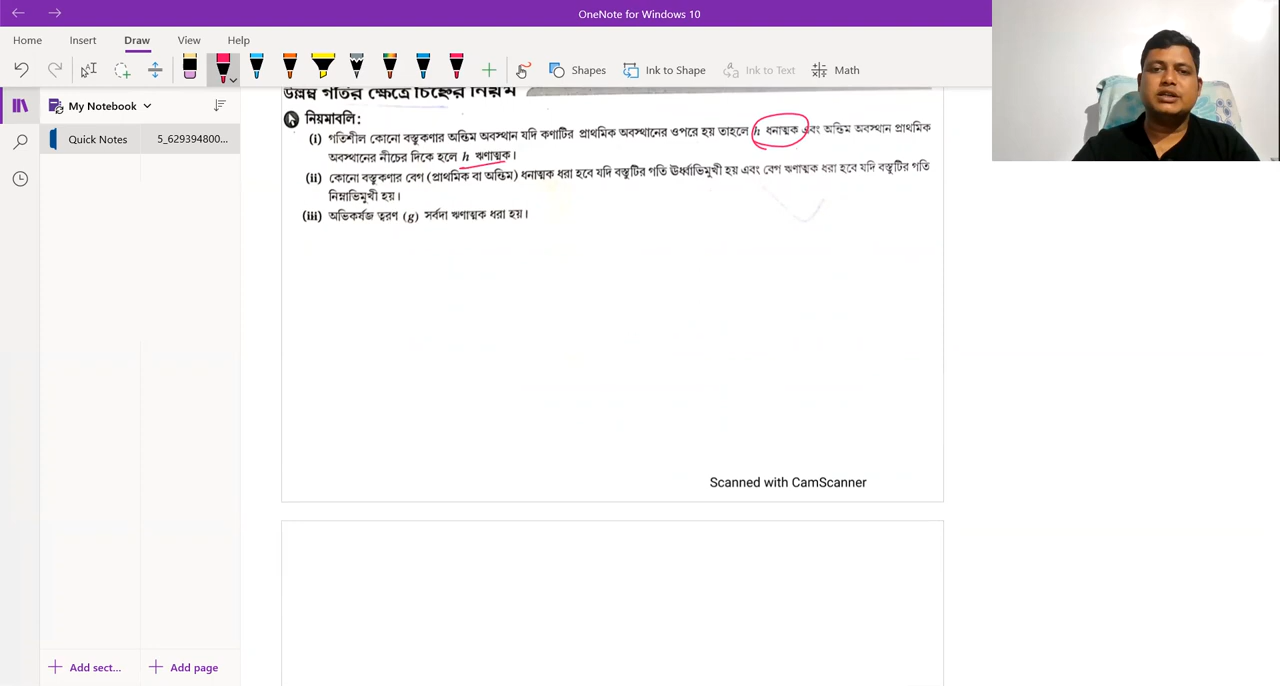 OneNote for Windows 10
Home Insert Draw View Help
Shapes Ink to Shape Ink to Text Math
My Notebook
Quick Notes 5_629394800...
উল্লম্ব গতির ক্ষেত্রে চিহ্নের নিয়ম
নিয়মাবলি:
(i) গতিশীল কোনো বস্তুকণার অন্তিম অবস্থান যদি কণাটির প্রাথমিক অবস্থানের ওপরে হয় তাহলে h ধনাত্মক এবং অন্তিম অবস্থান প্রাথমিক
অবস্থানের নীচের দিকে হলে h ঋণাত্মক।
(ii) কোনো বস্তুকণার বেগ (প্রাথমিক বা অন্তিম) ধনাত্মক ধরা হবে যদি বস্তুটির গতি ঊর্ধ্বাভিমুখী হয় এবং বেগ ঋণাত্মক ধরা হবে যদি বস্তুটির গতি
নিম্নাভিমুখী হয়।
(iii) অভিকর্ষজ ত্বরণ (g) সর্বদা ঋণাত্মক ধরা হয়।
Scanned with CamScanner
Add sect... Add page